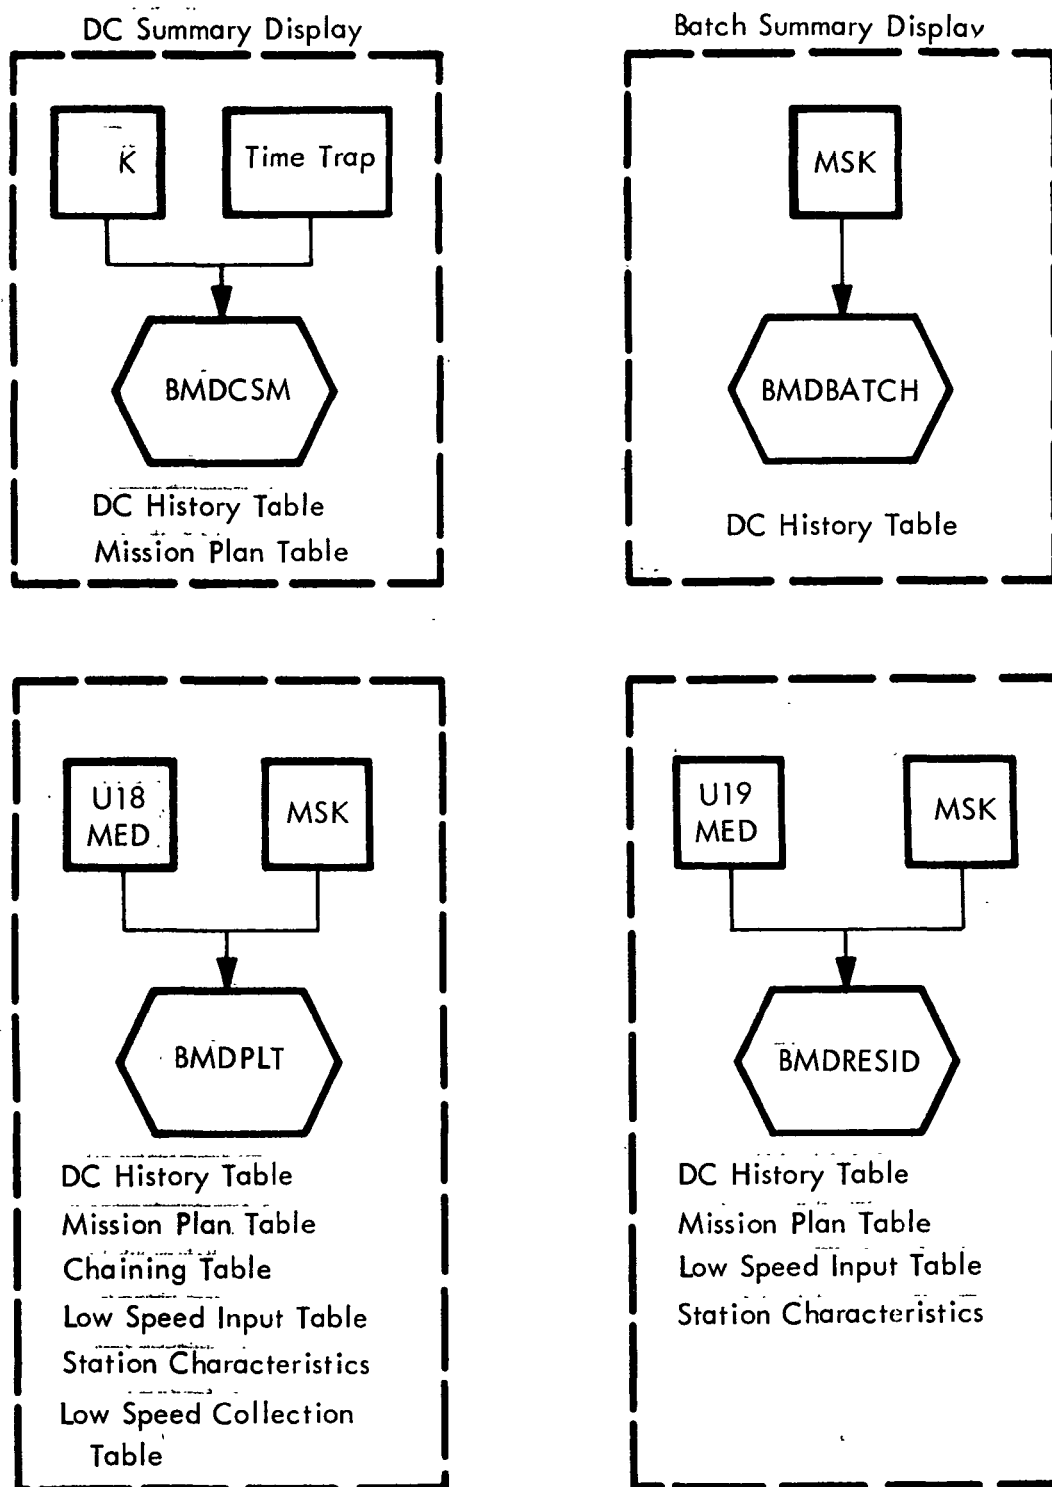 DC Summary Display
K
Time Trap
BMDCSM
DC History Table
Mission Plan Table
Batch Summary Display
MSK
BMDBATCH
DC History Table
U18
MED
MSK
BMDPLT
DC History Table
Mission Plan Table
Chaining Table
Low Speed Input Table
Station Characteristics
Low Speed Collection
Table
U19
MED
MSK
BMDRESID
DC History Table
Mission Plan Table
Low Speed Input Table
Station Characteristics